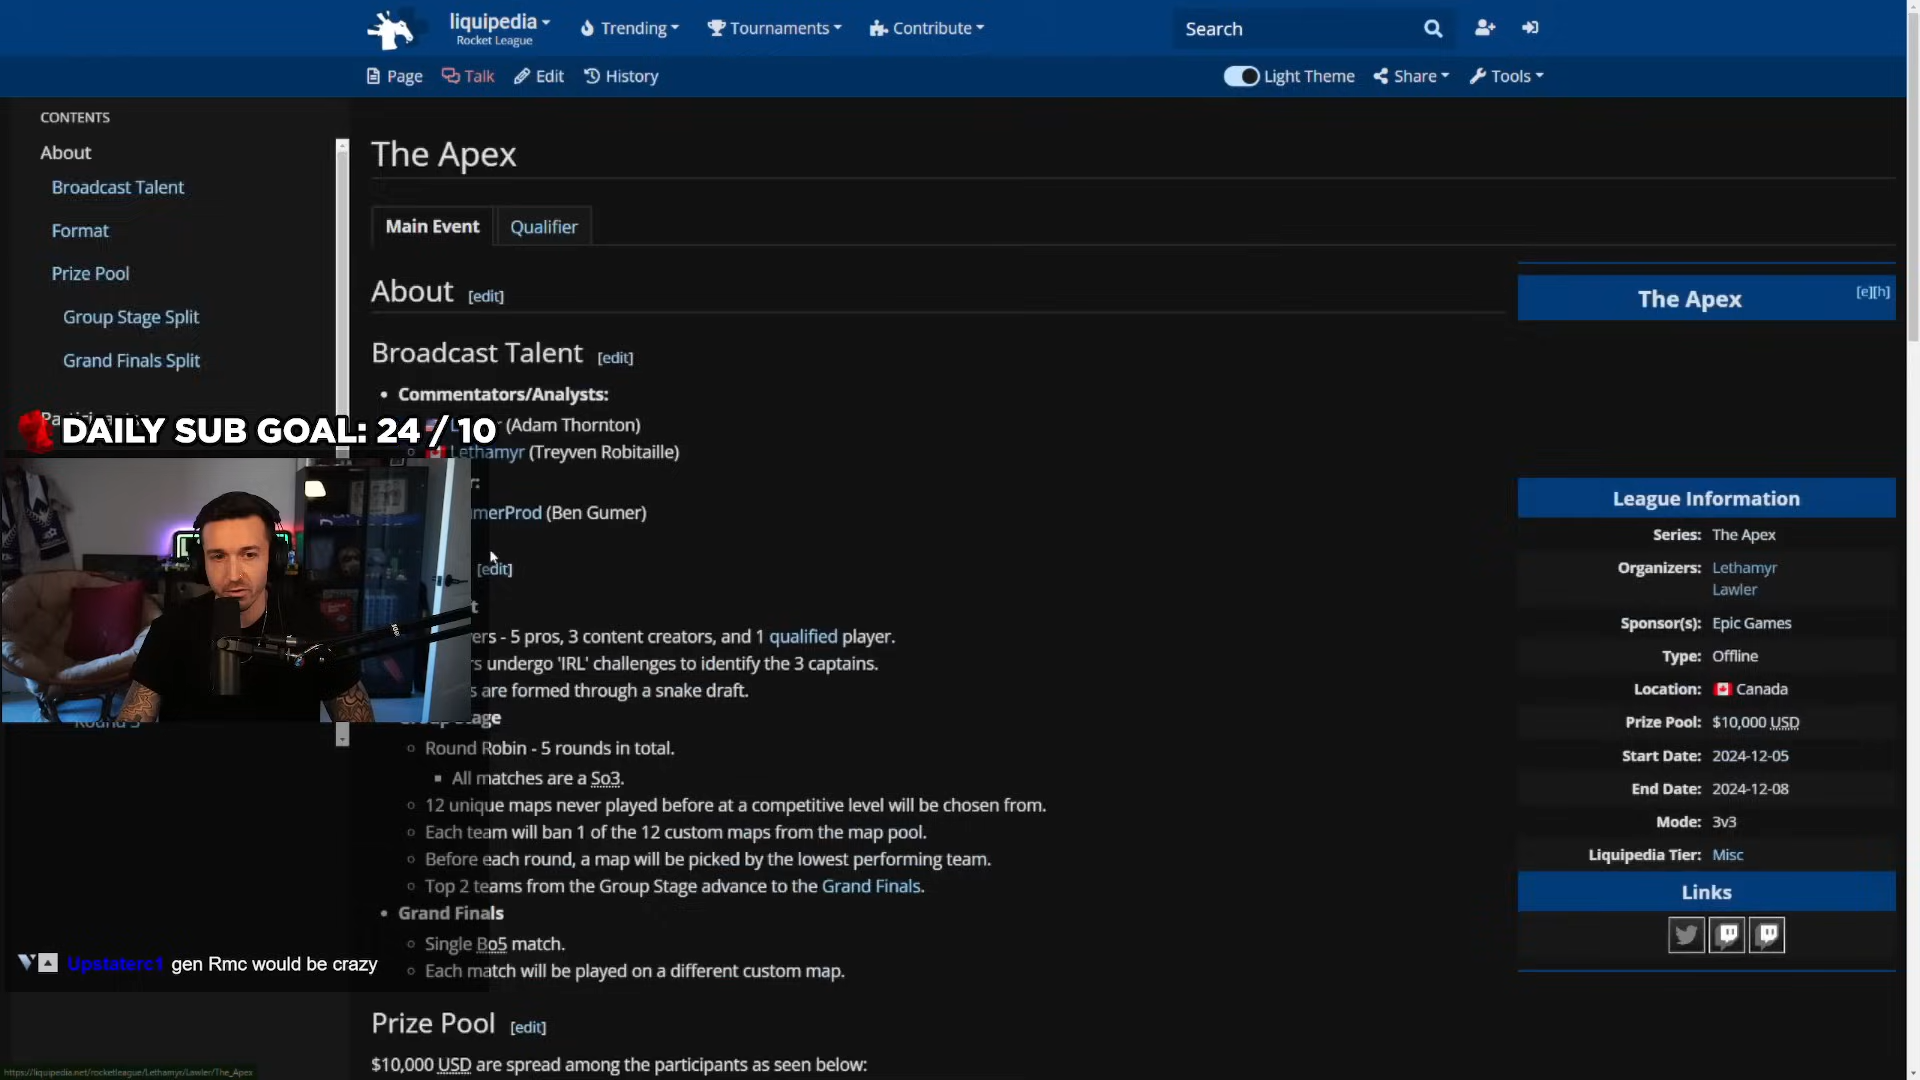 liquipedia
Rocket League
Trending
Tournaments
Contribute
Search
Page
Talk
Edit
History
Light Theme
Share
Tools
CONTENTS
About
Broadcast Talent
Format
Prize Pool
Group Stage Split
Grand Finals Split
The Apex
Main Event
Qualifier
About [edit]
Broadcast Talent [edit]
Commentators/Analysts:
(Adam Thornton)
Lethamyr (Treyven Robitaille)
merProd (Ben Gumer)
[edit]
ers - 5 pros, 3 content creators, and 1 qualified player.
rs undergo 'IRL' challenges to identify the 3 captains.
s are formed through a snake draft.
Group Stage
Round Robin - 5 rounds in total.
All matches are a So3.
12 unique maps never played before at a competitive level will be chosen from.
Each team will ban 1 of the 12 custom maps from the map pool.
Before each round, a map will be picked by the lowest performing team.
Top 2 teams from the Group Stage advance to the Grand Finals.
Grand Finals
Single Bo5 match.
Each match will be played on a different custom map.
Prize Pool [edit]
$10,000 USD are spread among the participants as seen below:
The Apex
[e][h]
League Information
Series: The Apex
Organizers: Lethamyr
Lawler
Sponsor(s): Epic Games
Type: Offline
Location: Canada
Prize Pool: $10,000 USD
Start Date: 2024-12-05
End Date: 2024-12-08
Mode: 3v3
Liquipedia Tier: Misc
Links
DAILY SUB GOAL: 24 / 10
Upstaterc1 gen Rmc would be crazy
https://liquipedia.net/rocketleague/Lethamyr/Lawler/The_Apex